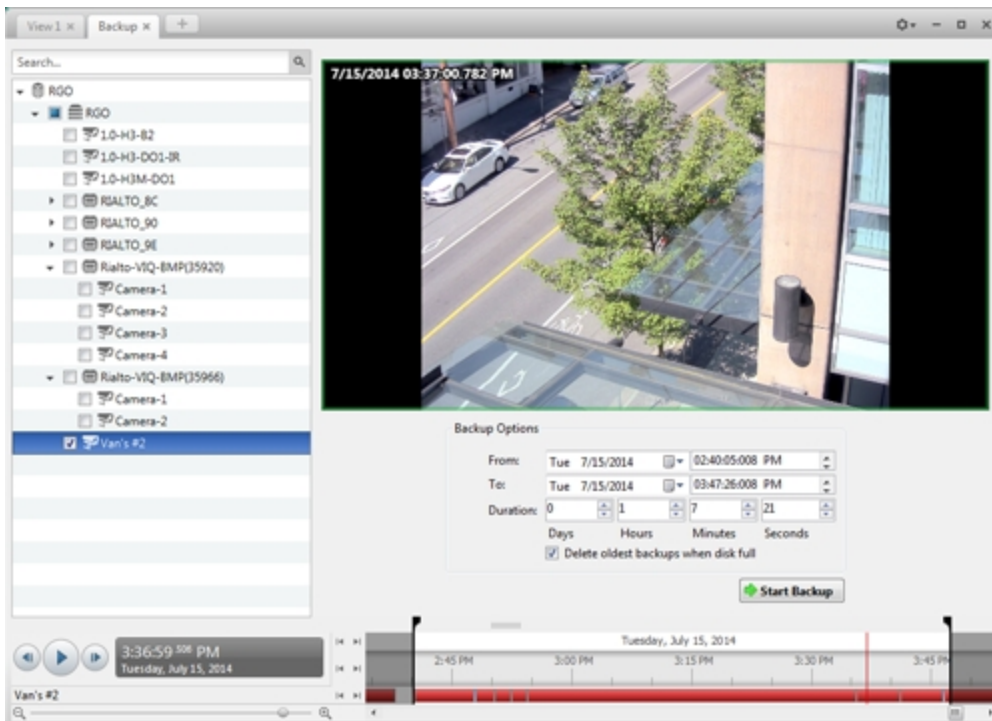 View 1 × Backup × +
Search...
7/15/2014 03:37:00.782 PM
RGO
RGO
1.0-H3-B2
1.0-H3-DO1-IR
1.0-H3M-DO1
RIALTO_8C
RIALTO_90
RIALTO_9E
Rialto-VIQ-BMP(35920)
Camera-1
Camera-2
Camera-3
Camera-4
Rialto-VIQ-BMP(35966)
Camera-1
Camera-2
Van's #2
Backup Options
From: Tue 7/15/2014 02:40:05:008 PM
To: Tue 7/15/2014 03:47:26:008 PM
Duration: 0 1 7 21
Days Hours Minutes Seconds
Delete oldest backups when disk full
Start Backup
3:36:59 .506 PM
Tuesday, July 15, 2014
Tuesday, July 15, 2014
2:45 PM 3:00 PM 3:15 PM 3:30 PM 3:45 PM
Van's #2